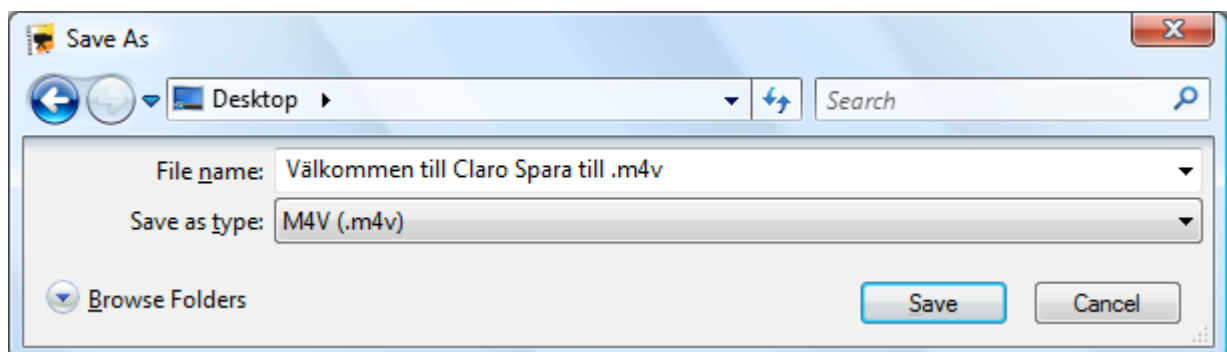 Save As
Desktop
Search
File name: Välkommen till Claro Spara till .m4v
Save as type: M4V (.m4v)
Browse Folders
Save
Cancel